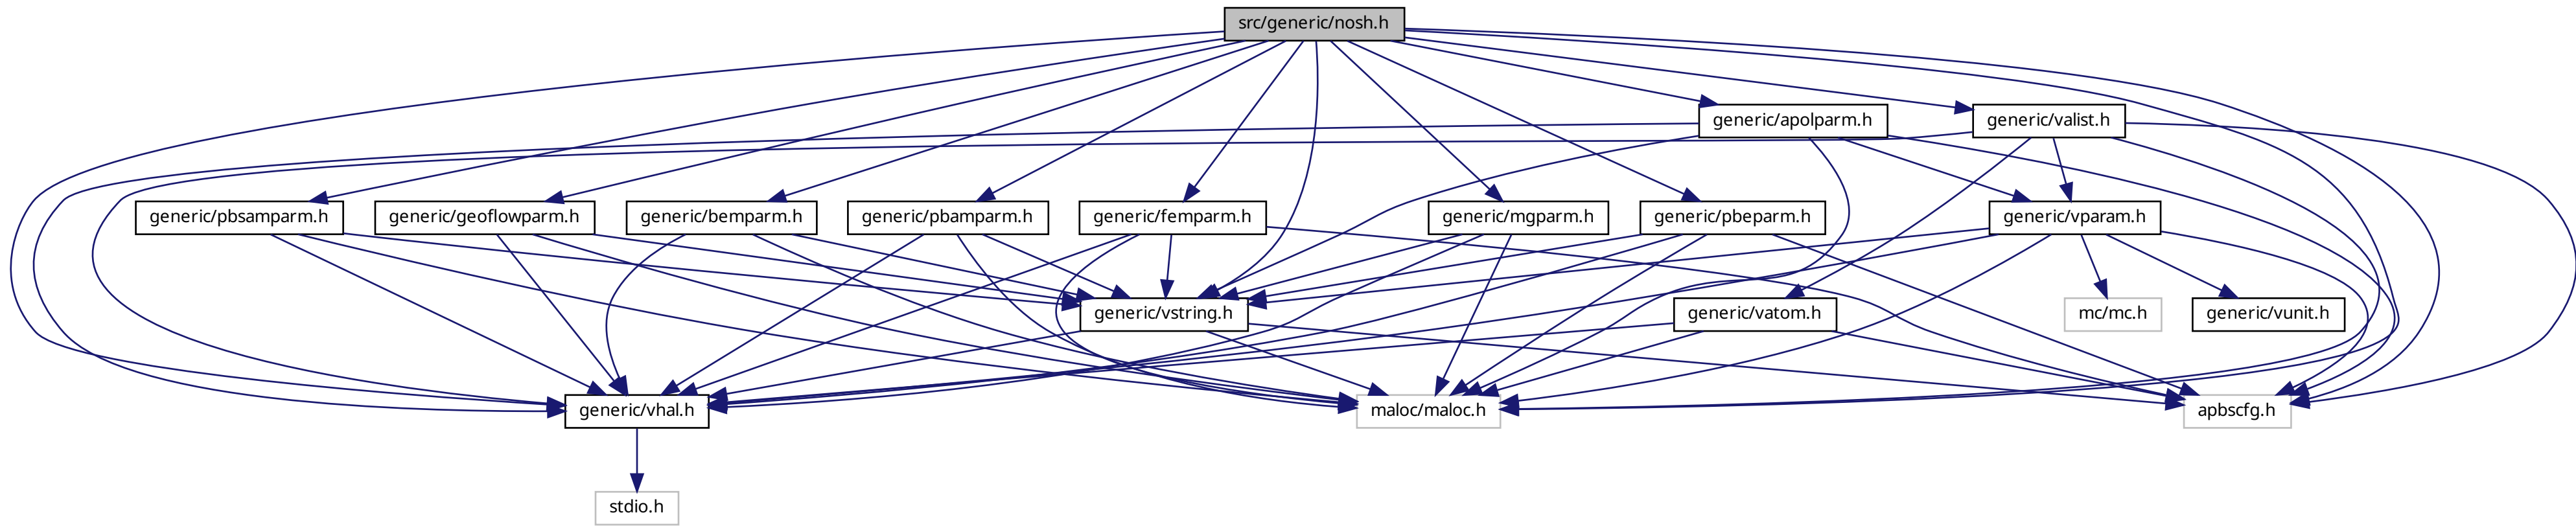 src/generic/nosh.h
generic/apolparm.h
generic/valist.h
generic/pbsamparm.h
generic/geoflowparm.h
generic/bemparm.h
generic/pbamparm.h
generic/femparm.h
generic/mgparm.h
generic/pbeparm.h
generic/vparam.h
generic/vstring.h
generic/vatom.h
mc/mc.h
generic/vunit.h
generic/vhal.h
maloc/maloc.h
apbscfg.h
stdio.h